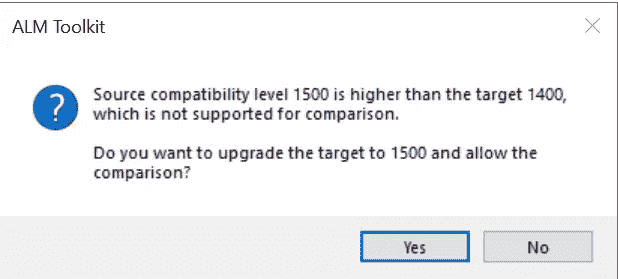 ALM Toolkit
Source compatibility level 1500 is higher than the target 1400,
which is not supported for comparison.
Do you want to upgrade the target to 1500 and allow the
comparison?
Yes
No